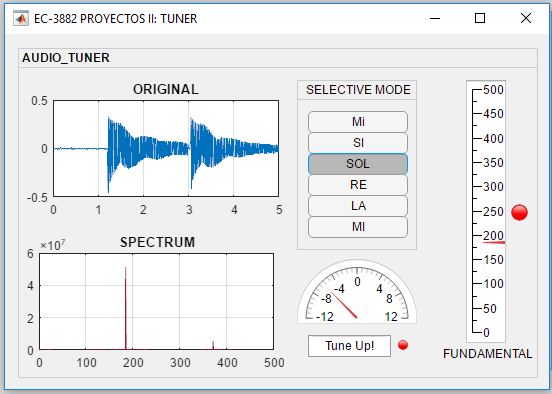 EC-3882 PROYECTOS II: TUNER
AUDIO_TUNER
ORIGINAL
0.5
0
-0.5
0 1 2 3 4 5
SPECTRUM
×10⁷
6
4
2
0
0 100 200 300 400 500
SELECTIVE MODE
Mi
SI
SOL
RE
LA
MI
-12 -8 -4 0 4 8 12
Tune Up!
500
450
400
350
300
250
200
150
100
50
0
FUNDAMENTAL